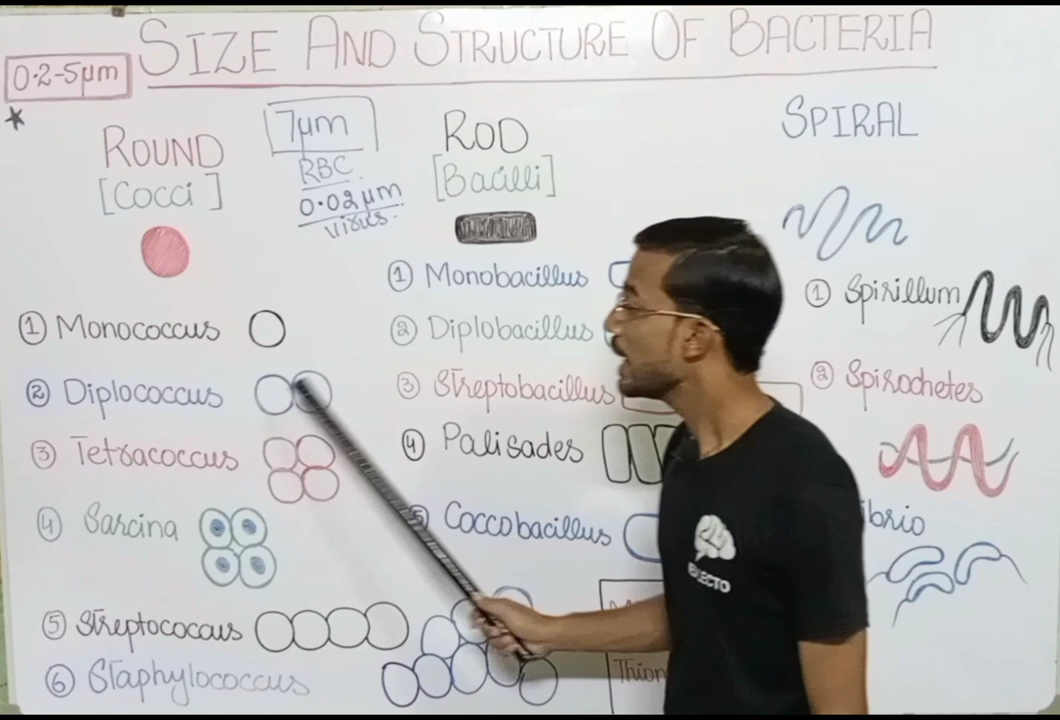 SIZE AND STRUCTURE OF BACTERIA
0.2-5μm
ROUND
[Cocci]
7μm
RBC
0.02μm
virus.
ROD
[Bacilli]
SPIRAL
① Monococcus
② Diplococcus
③ Tetracoccus
④ Sarcina
⑤ Streptococcus
⑥ Staphylococcus
① Monobacillus
② Diplobacillus
③ Streptobacillus
④ Palisades
⑤ Coccobacillus
① Spirillum
② Spirochetes
ibrio
Thion